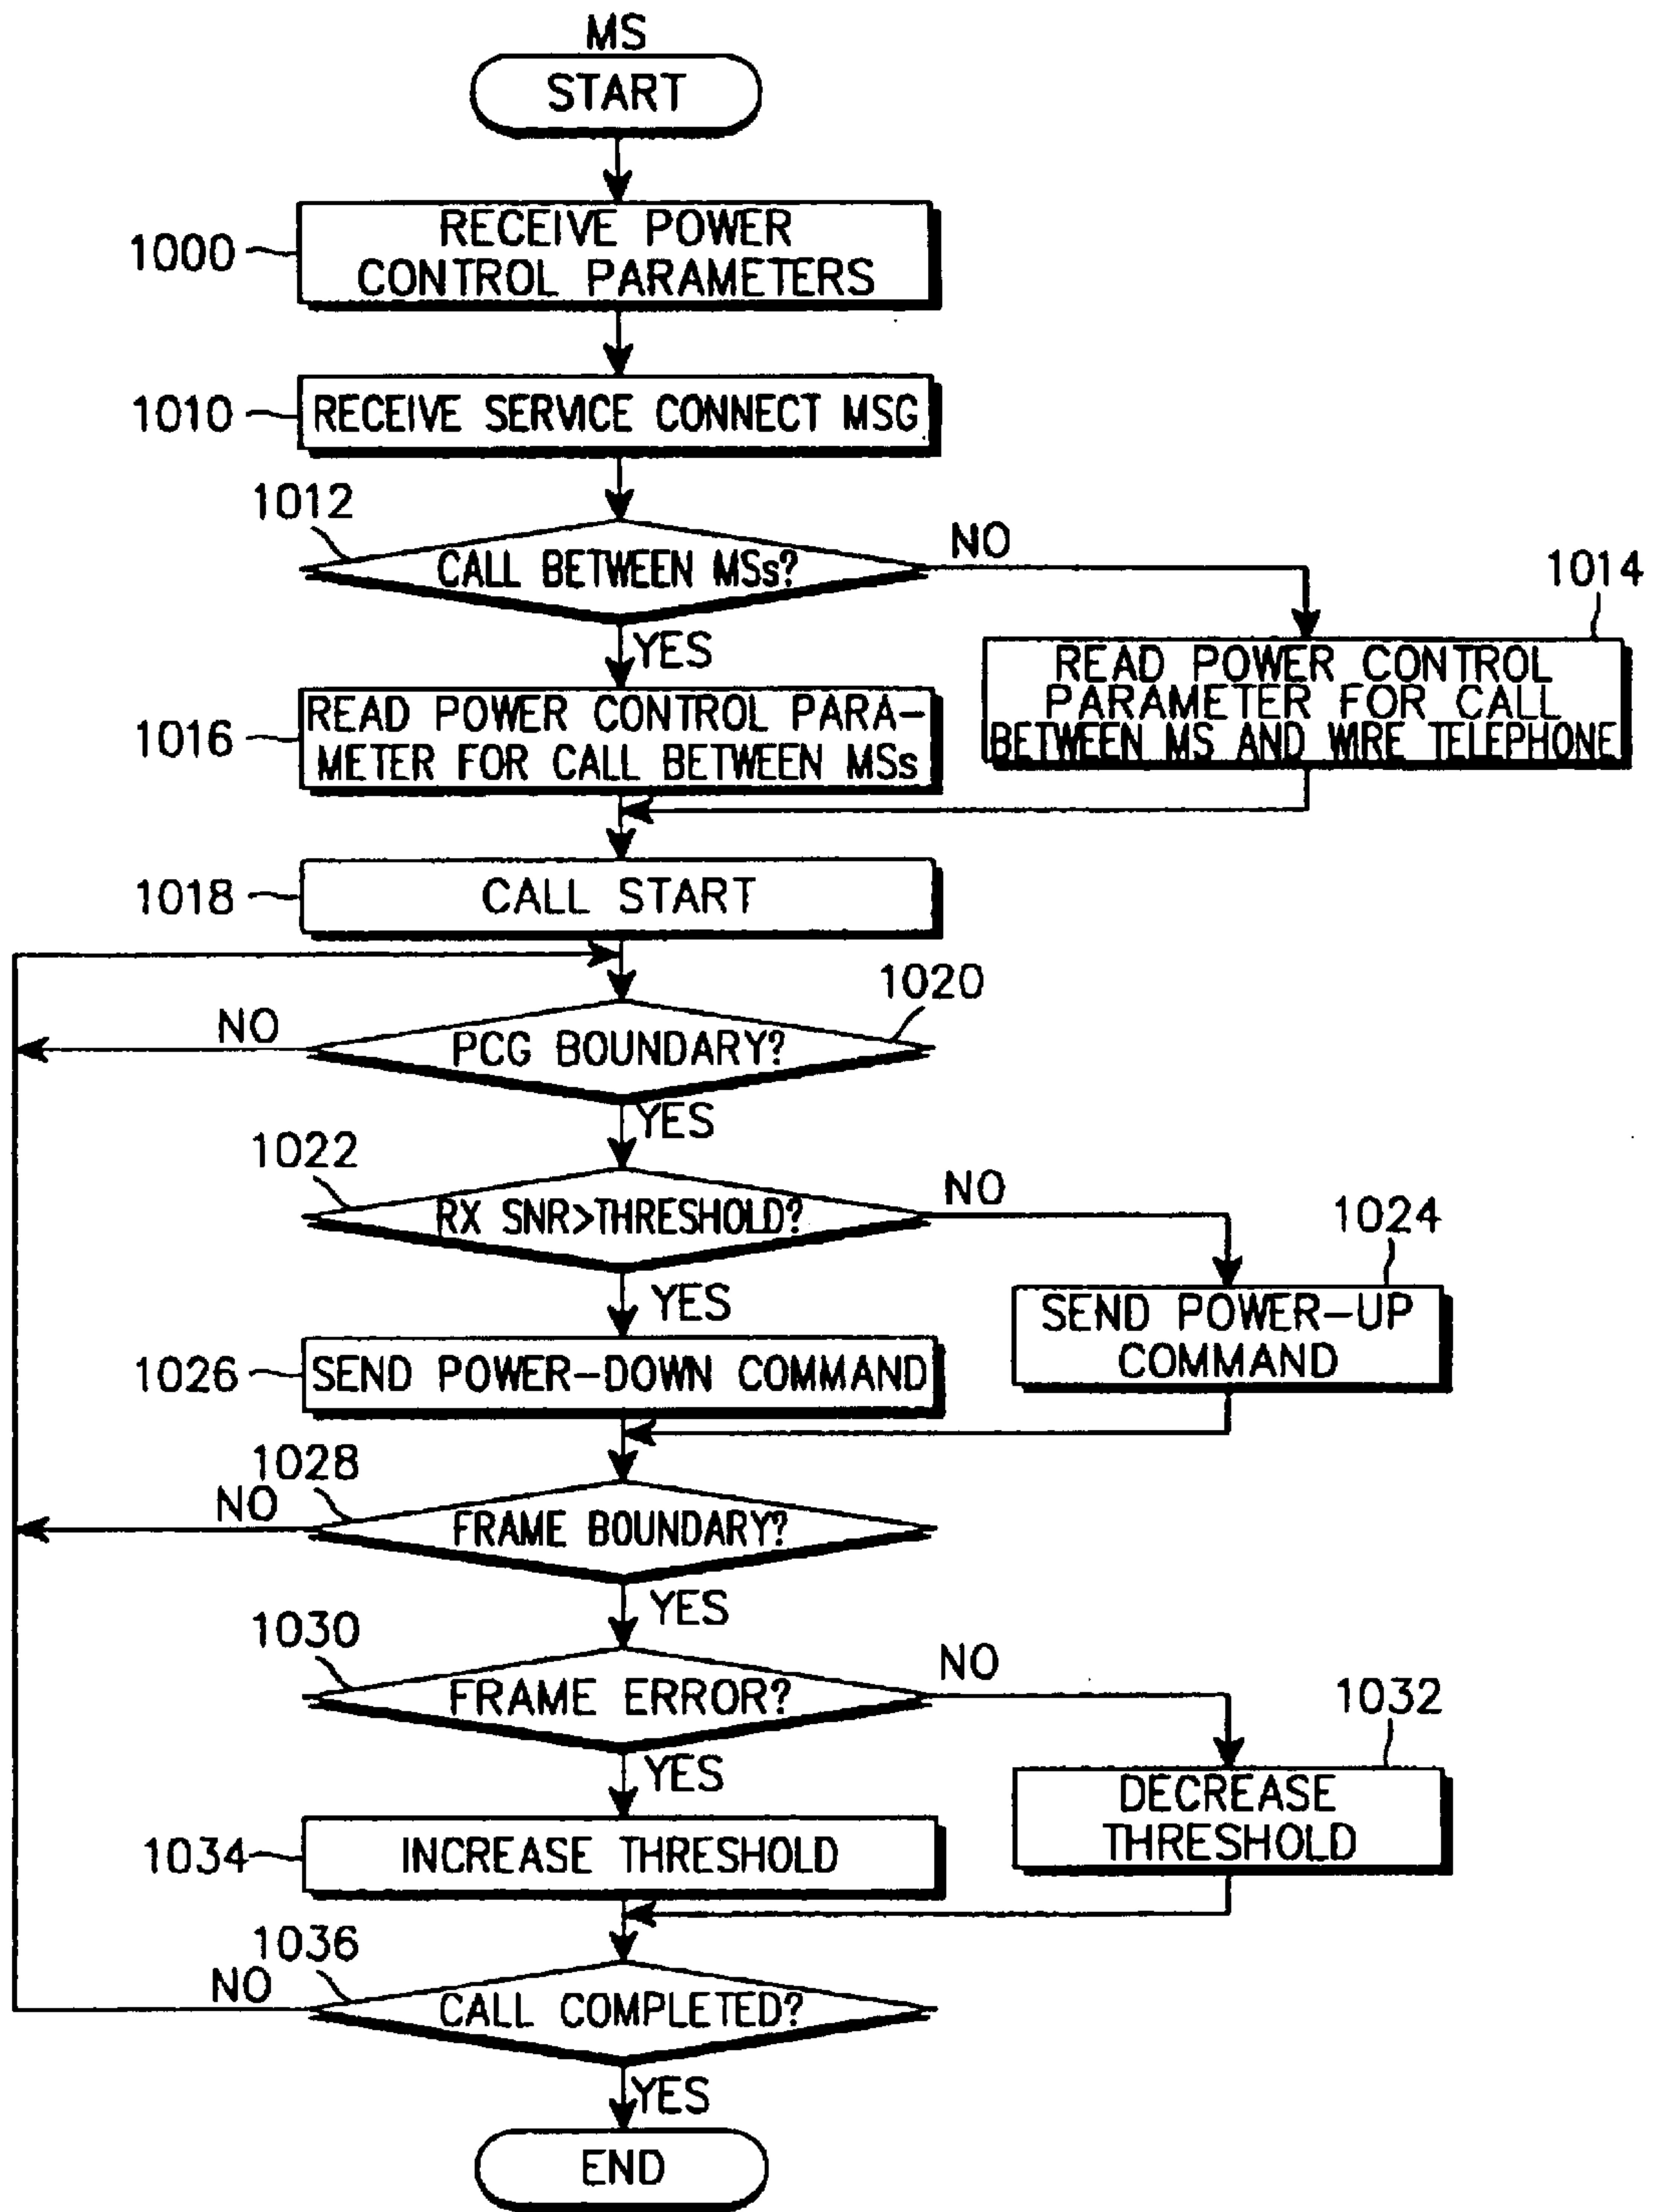 MS
START
1000
RECEIVE POWER
CONTROL PARAMETERS
1010
RECEIVE SERVICE CONNECT MSG
1012
CALL BETWEEN MSs?
NO
YES
1014
READ POWER CONTROL
PARAMETER FOR CALL
BETWEEN MS AND WIRE TELEPHONE
1016
READ POWER CONTROL PARA-
METER FOR CALL BETWEEN MSs
1018
CALL START
1020
NO
PCG BOUNDARY?
YES
1022
RX SNR>THRESHOLD?
NO
YES
1024
SEND POWER-UP
COMMAND
1026
SEND POWER-DOWN COMMAND
1028
NO
FRAME BOUNDARY?
YES
1030
FRAME ERROR?
NO
YES
1032
DECREASE
THRESHOLD
1034
INCREASE THRESHOLD
1036
NO
CALL COMPLETED?
YES
END